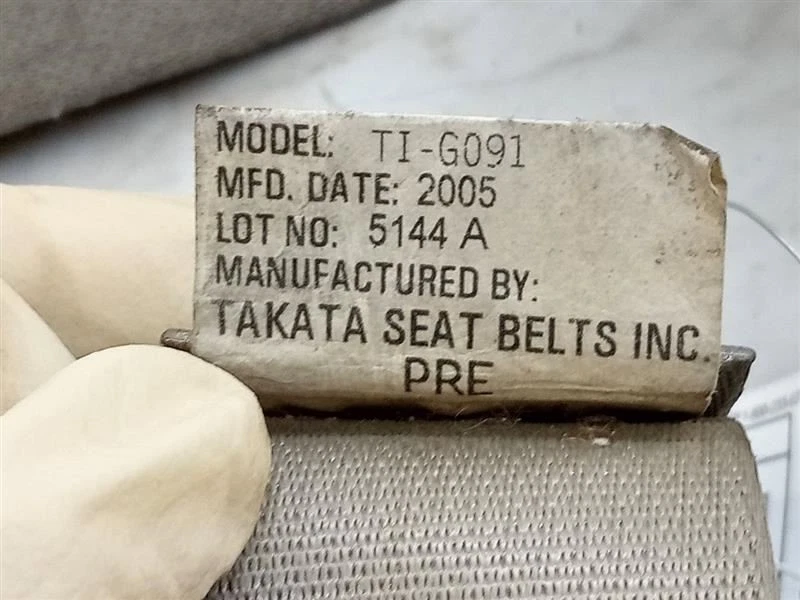 MODEL: TI-G091
MFD. DATE: 2005
LOT NO: 5144 A
MANUFACTURED BY:
TAKATA SEAT BELTS INC.
PRE